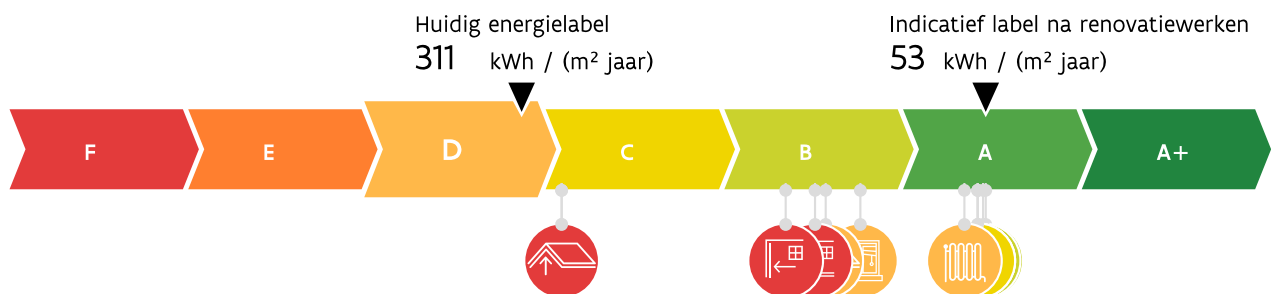 Huidig energielabel
311 kWh / (m² jaar)
Indicatief label na renovatiewerken
53 kWh / (m² jaar)
F E D C B A A+